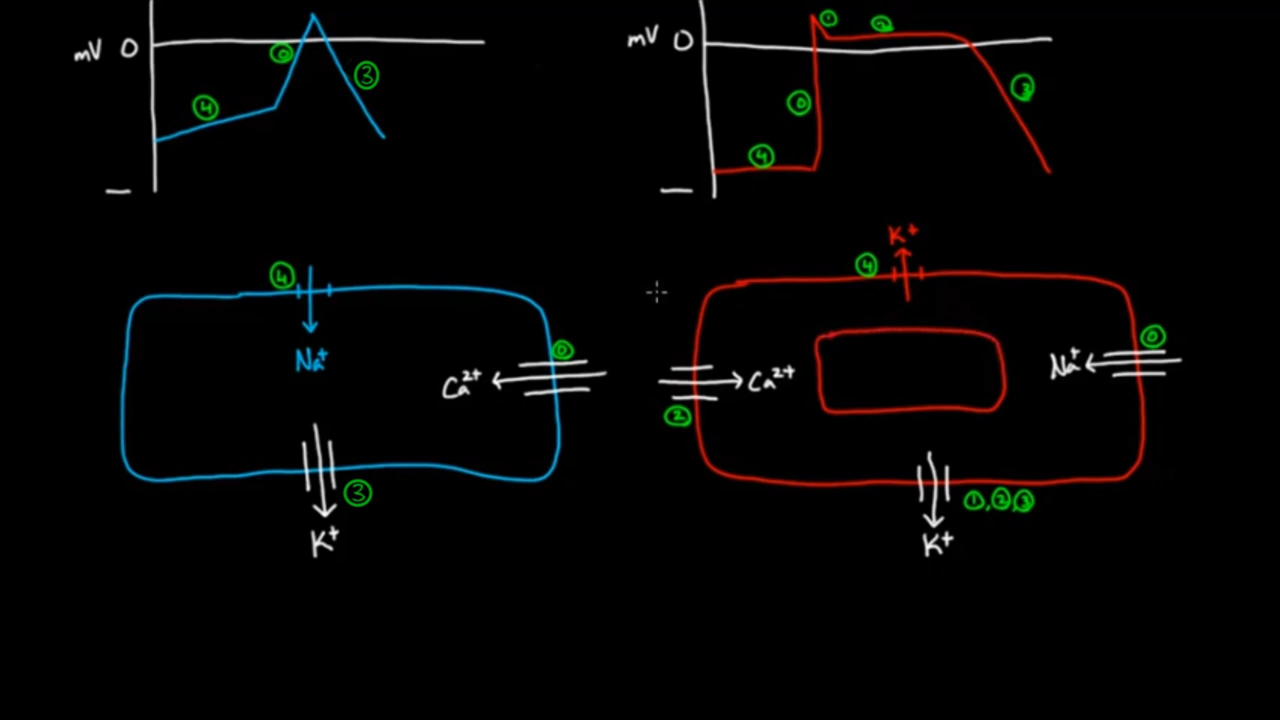 mV 0
⓪
③
④
—
mV 0
①
②
⓪
③
④
—
④
Na⁺
⓪
Ca²⁺
③
K⁺
K⁺
④
⓪
Na⁺
Ca²⁺
②
①,②,③
K⁺